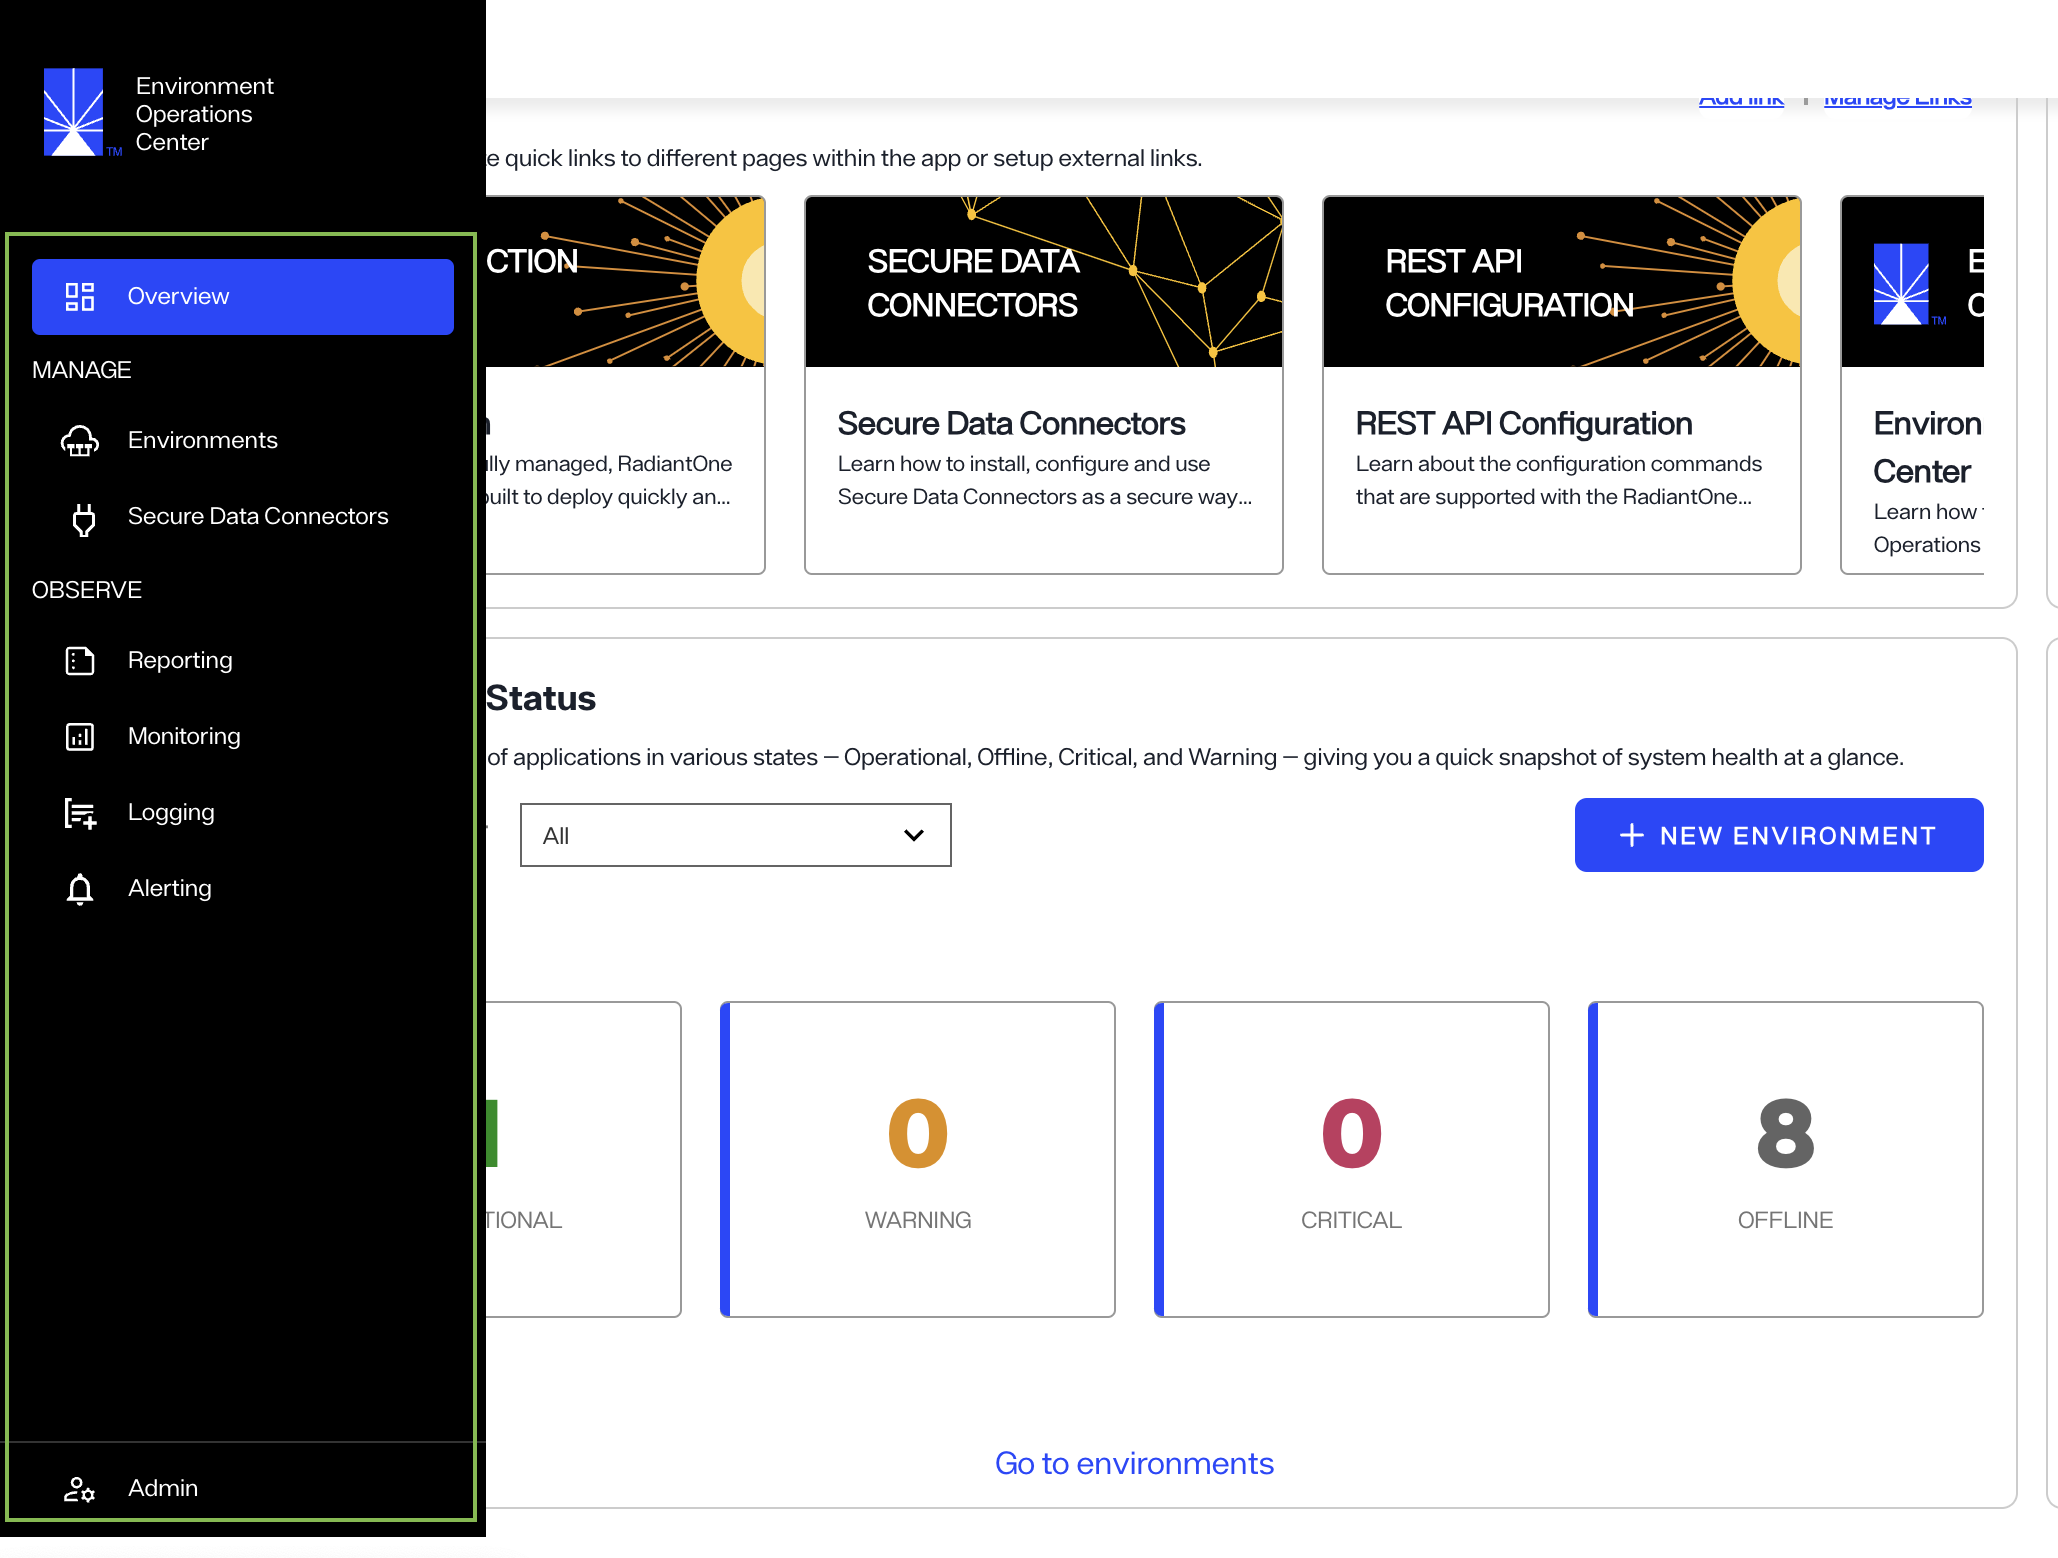 Environment
Operations
Center
TM
Overview
MANAGE
Environments
Secure Data Connectors
OBSERVE
Reporting
Monitoring
Logging
Alerting
Admin
Add link | Manage Links
e quick links to different pages within the app or setup external links.
CTION
SECURE DATA
CONNECTORS
REST API
CONFIGURATION
TM
E
C
lly managed, RadiantOne
built to deploy quickly an...
Secure Data Connectors
Learn how to install, configure and use
Secure Data Connectors as a secure way...
REST API Configuration
Learn about the configuration commands
that are supported with the RadiantOne...
Environ
Center
Learn how
Operations
Status
of applications in various states – Operational, Offline, Critical, and Warning – giving you a quick snapshot of system health at a glance.
All
+ NEW ENVIRONMENT
TIONAL
0
WARNING
0
CRITICAL
8
OFFLINE
Go to environments